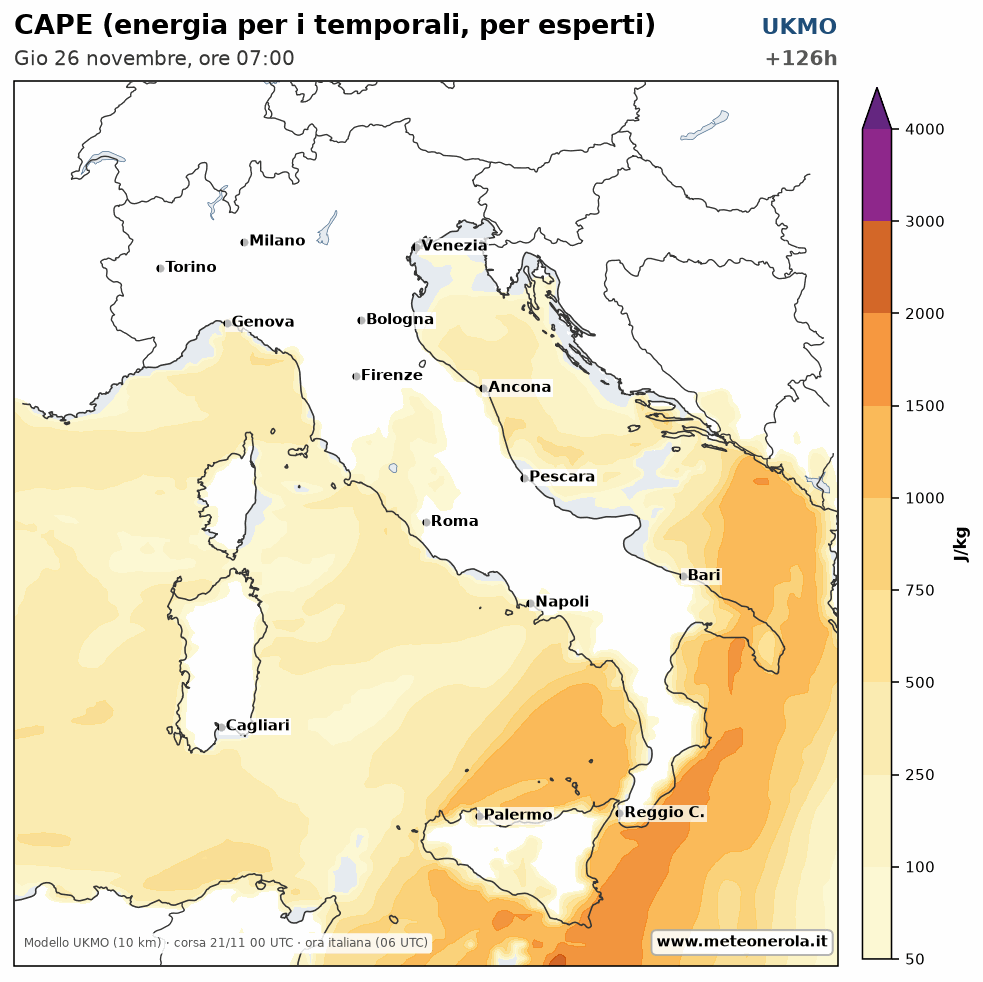 CAPE (energia per i temporali, per esperti)
UKMO
Gio 26 novembre, ore 07:00
+126h
4000
3000
2000
1500
1000
750
500
250
100
50
J/kg
Venezia
Milano
Torino
Bologna
Genova
Firenze
Ancona
Pescara
Roma
Bari
Napoli
Cagliari
Reggio C.
Palermo
Modello UKMO (10 km) · corsa 21/11 00 UTC · ora italiana (06 UTC)
www.meteonerola.it